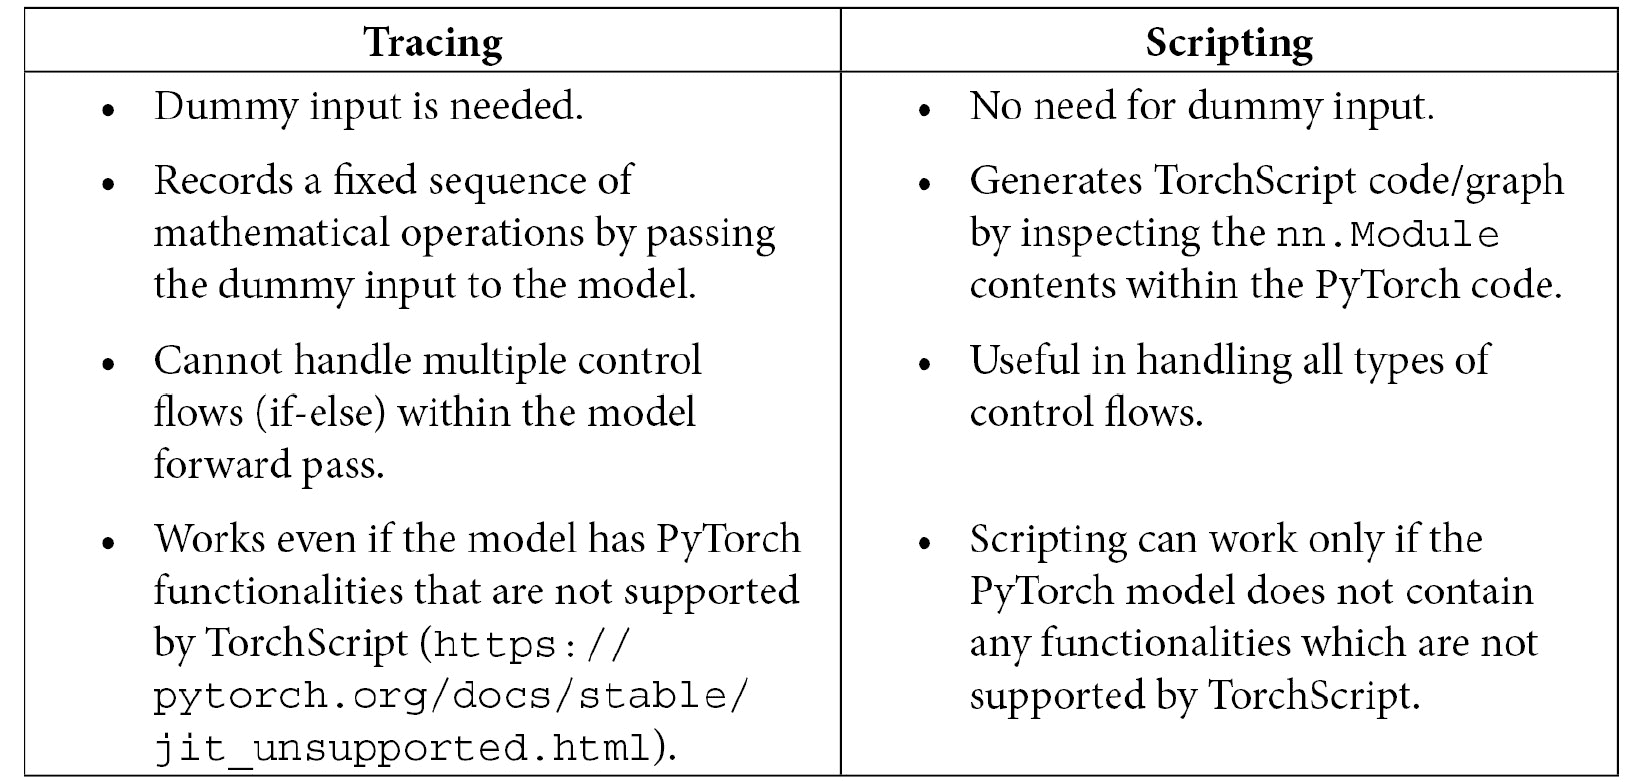 Tracing
Scripting
• Dummy input is needed.
• Records a fixed sequence of
mathematical operations by passing
the dummy input to the model.
• Cannot handle multiple control
flows (if-else) within the model
forward pass.
• Works even if the model has PyTorch
functionalities that are not supported
by TorchScript (https://
pytorch.org/docs/stable/
jit_unsupported.html).
• No need for dummy input.
• Generates TorchScript code/graph
by inspecting the nn.Module
contents within the PyTorch code.
• Useful in handling all types of
control flows.
• Scripting can work only if the
PyTorch model does not contain
any functionalities which are not
supported by TorchScript.